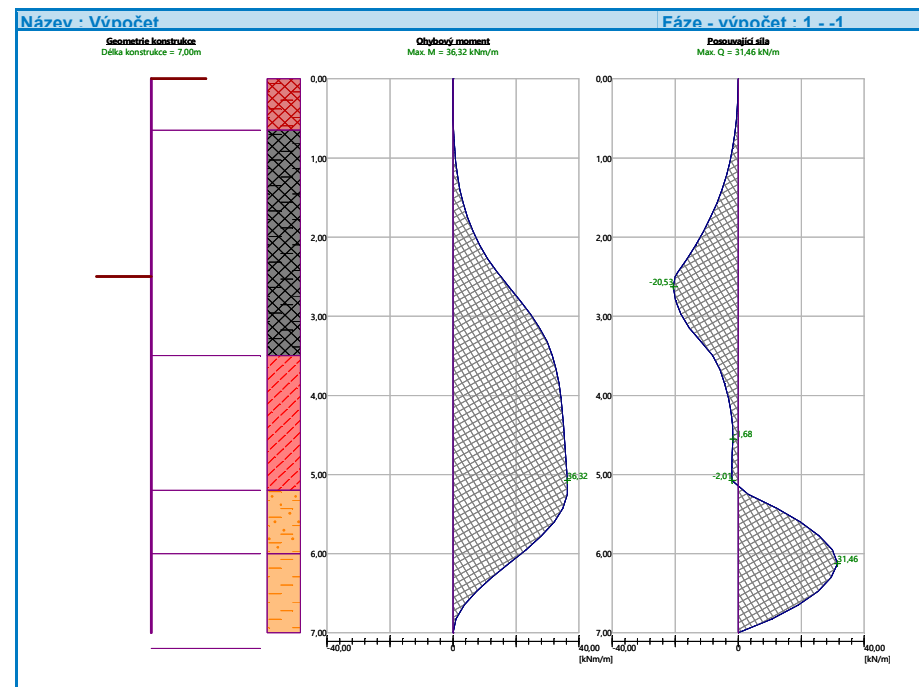 Název : Výpočet
Fáze - výpočet : 1 - -1
Geometrie konstrukce
Délka konstrukce = 7,00m
Ohybový moment
Max. M = 36,32 kNm/m
Posouvající síla
Max. Q = 31,46 kN/m
0,00
1,00
2,00
3,00
4,00
5,00
6,00
7,00
36,32
-40,00
0
40,00
[kNm/m]
0,00
1,00
2,00
3,00
4,00
5,00
6,00
7,00
-20,53
,68
-2,01
31,46
-40,00
0
40,00
[kN/m]